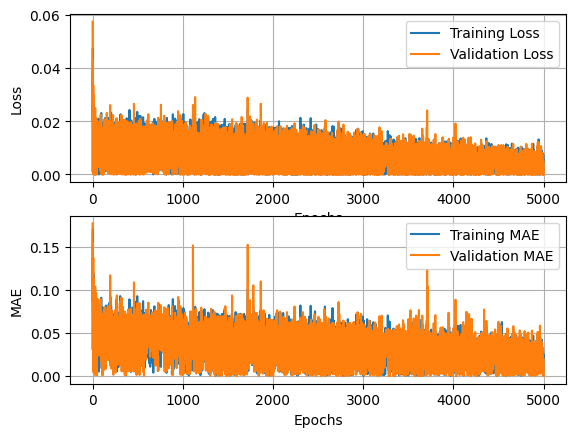 0.06
0.04
0.02
0.00
Loss
Training Loss
Validation Loss
0 1000 2000 3000 4000 5000
Epochs
0.15
0.10
0.05
0.00
MAE
Training MAE
Validation MAE
0 1000 2000 3000 4000 5000
Epochs